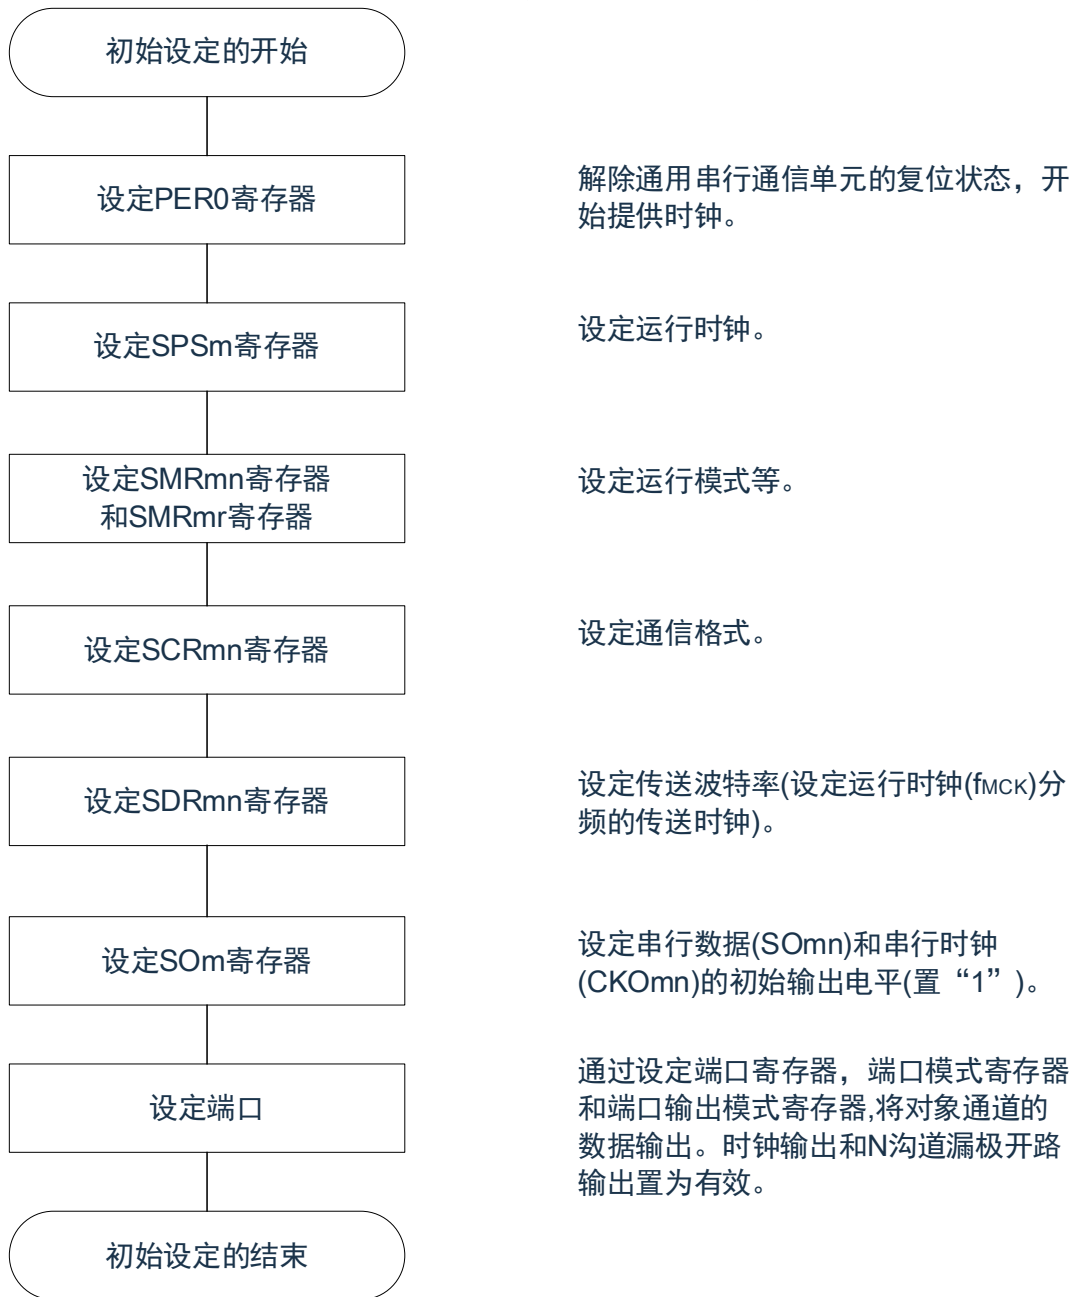 初始设定的开始
设定PER0寄存器
解除通用串行通信单元的复位状态，开
始提供时钟。
设定SPSm寄存器
设定运行时钟。
设定SMRmn寄存器
和SMRmr寄存器
设定运行模式等。
设定SCRmn寄存器
设定通信格式。
设定SDRmn寄存器
设定传送波特率(设定运行时钟(fMCK)分
频的传送时钟)。
设定SOm寄存器
设定串行数据(SOmn)和串行时钟
(CKOmn)的初始输出电平(置“1”)。
设定端口
通过设定端口寄存器，端口模式寄存器
和端口输出模式寄存器,将对象通道的
数据输出。时钟输出和N沟道漏极开路
输出置为有效。
初始设定的结束